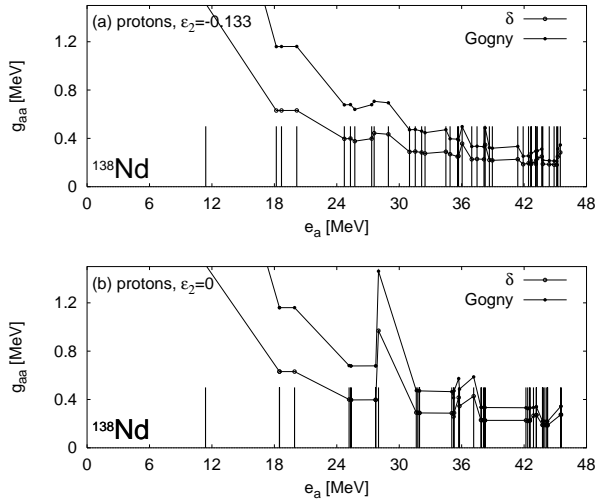 (a) protons, ε₂=-0.133
δ
Gogny
1.2
0.8
0.4
0
g_aa [MeV]
¹³⁸Nd
0 6 12 18 24 30 36 42 48
e_a [MeV]
(b) protons, ε₂=0
δ
Gogny
1.2
0.8
0.4
0
g_aa [MeV]
¹³⁸Nd
0 6 12 18 24 30 36 42 48
e_a [MeV]